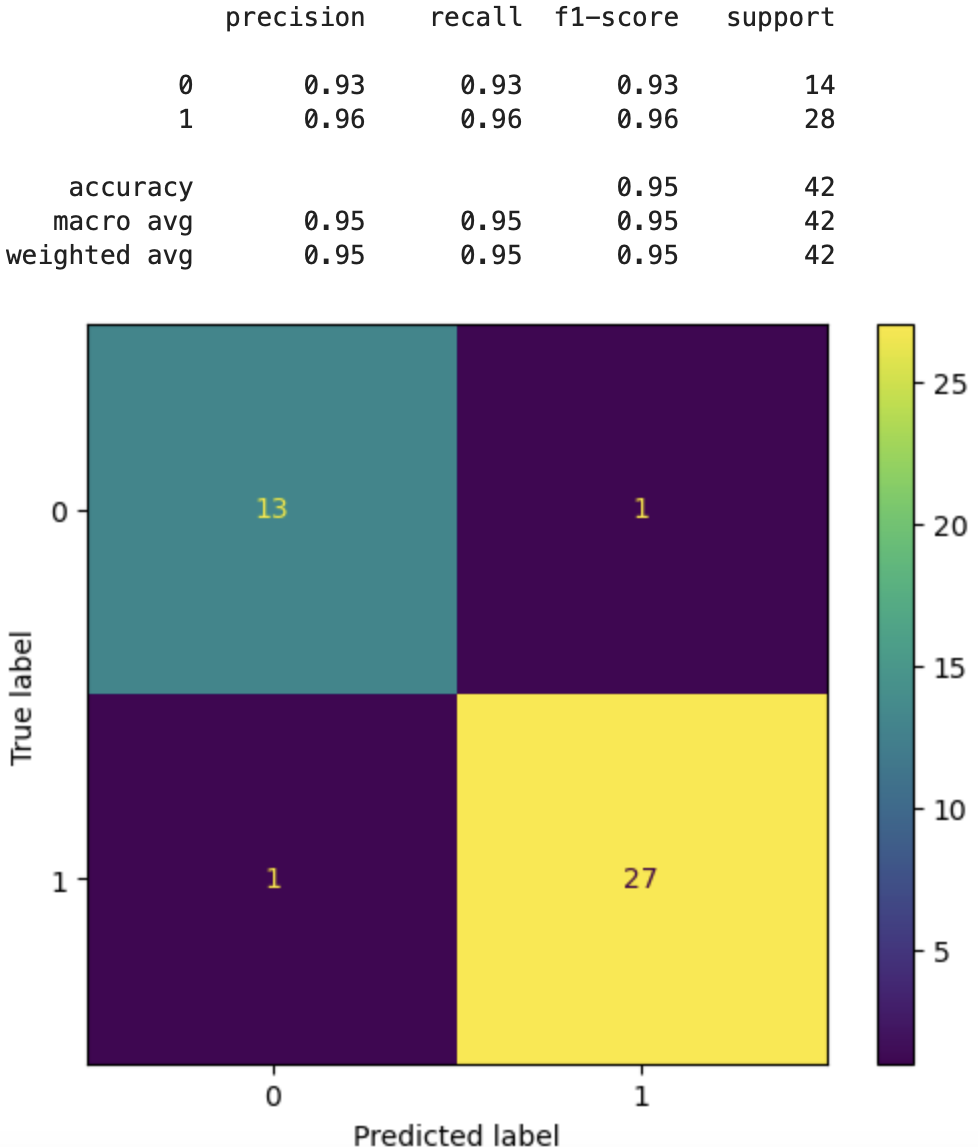 precision recall f1-score support
0 0.93 0.93 0.93 14
1 0.96 0.96 0.96 28
accuracy 0.95 42
macro avg 0.95 0.95 0.95 42
weighted avg 0.95 0.95 0.95 42
25
20
15
10
5
0
13
1
True label
1
1
27
0
1
Predicted label